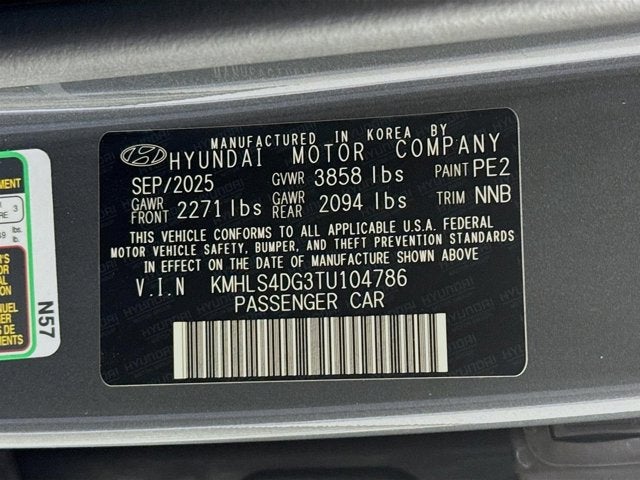 MANUFACTURED IN KOREA BY
HYUNDAI MOTOR COMPANY
SEP/2025 GVWR 3858 lbs PAINT PE2
GAWR FRONT 2271 lbs GAWR REAR 2094 lbs TRIM NNB
THIS VEHICLE CONFORMS TO ALL APPLICABLE U.S.A. FEDERAL
MOTOR VEHICLE SAFETY, BUMPER, AND THEFT PREVENTION STANDARDS
IN EFFECT ON THE DATE OF MANUFACTURE SHOWN ABOVE
V.I.N KMHLS4DG3TU104786
PASSENGER CAR
N57